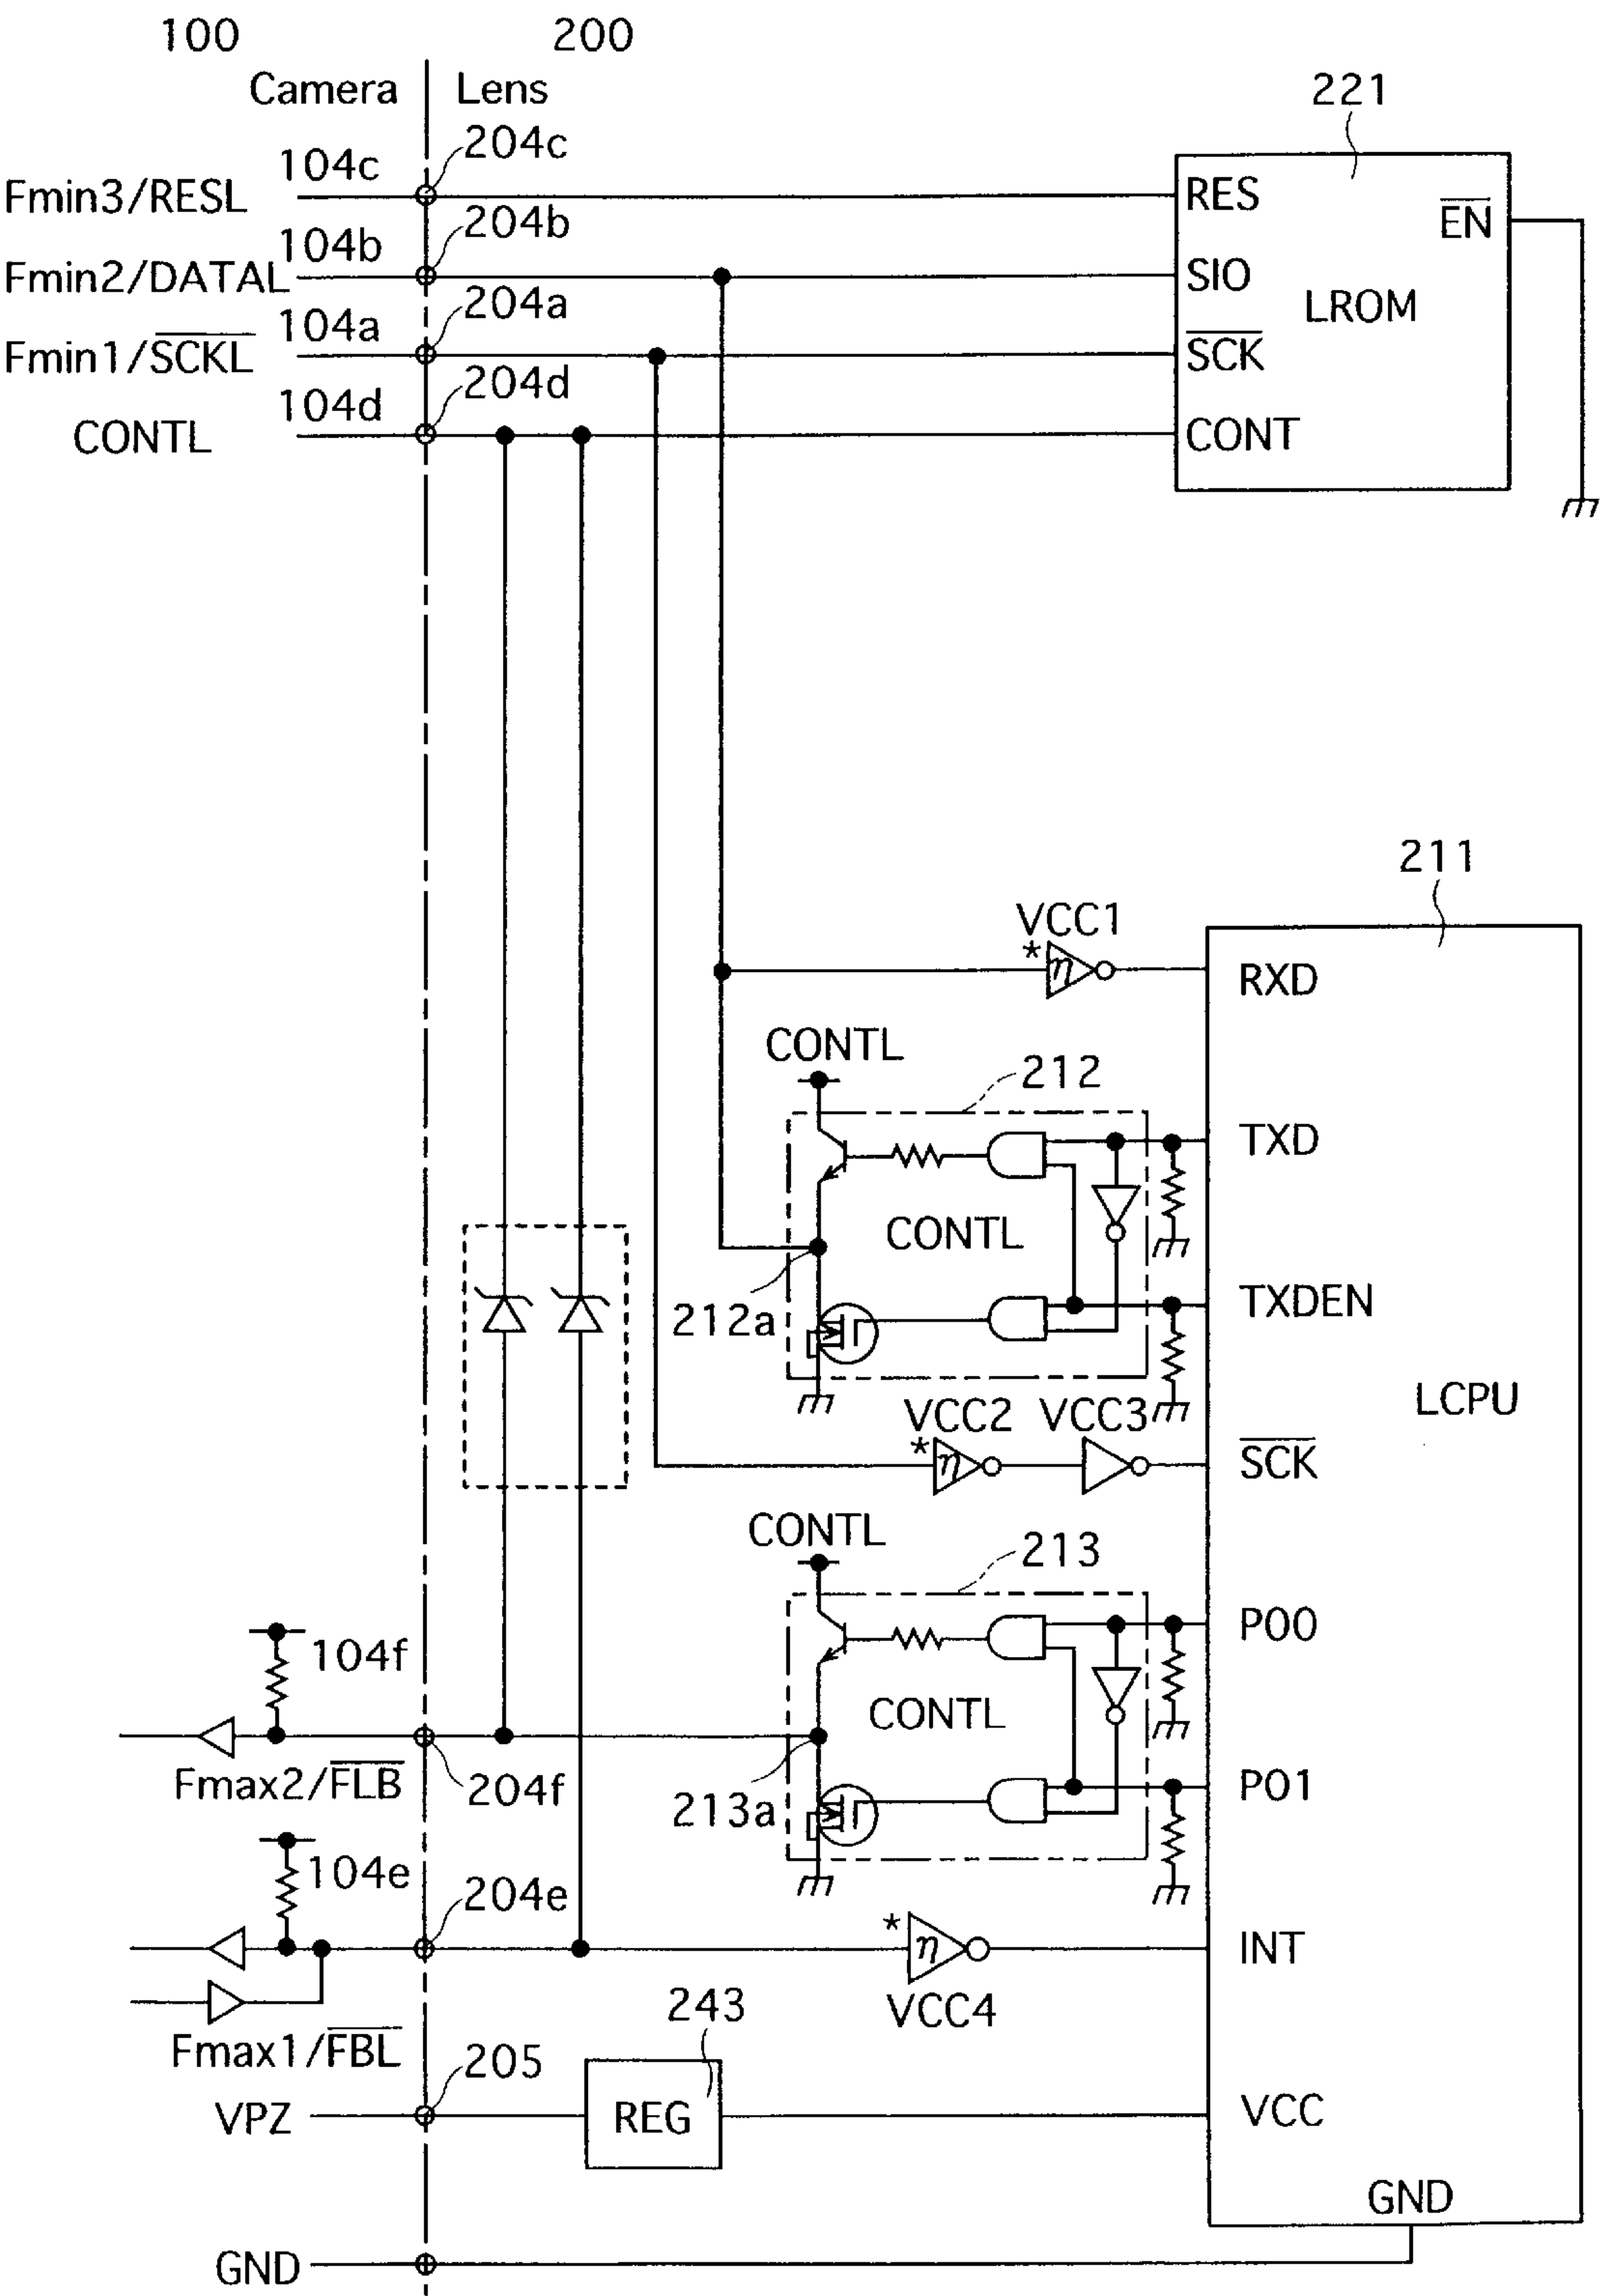 100 200
Camera Lens
221
104c 204c
Fmin3/RESL RES
EN
104b 204b
Fmin2/DATAL SIO
LROM
104a 204a
Fmin1/SCKL SCK
104d 204d
CONTL CONT
211
VCC1
* η RXD
CONTL
212
TXD
CONTL
TXDEN
212a
LCPU
VCC2 VCC3
* η SCK
CONTL
213
P00
104f
CONTL
Fmax2/FLB 204f
P01
213a
104e 204e
* η INT
VCC4
243
Fmax1/FBL
205
VPZ REG VCC
GND
GND